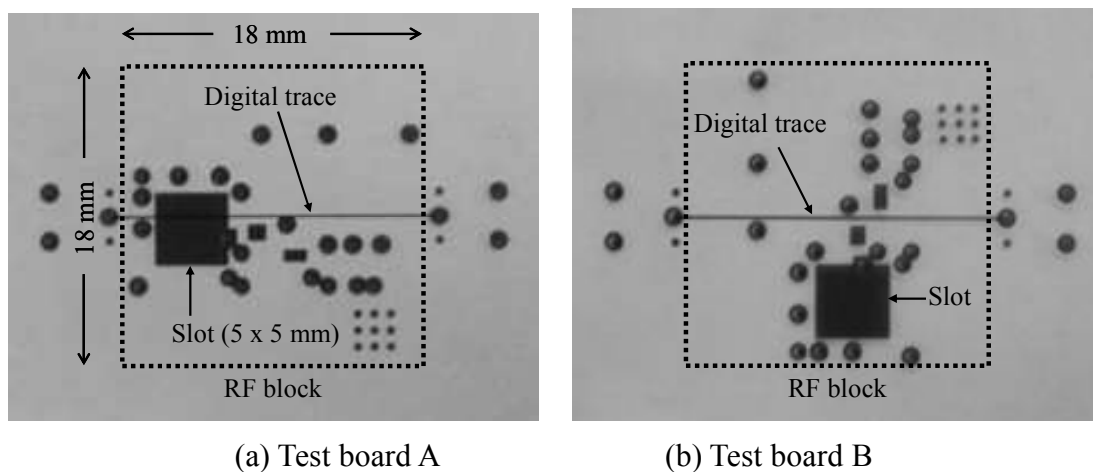 18 mm
Digital trace
18 mm
Slot (5 x 5 mm)
RF block
(a) Test board A
Digital trace
Slot
RF block
(b) Test board B